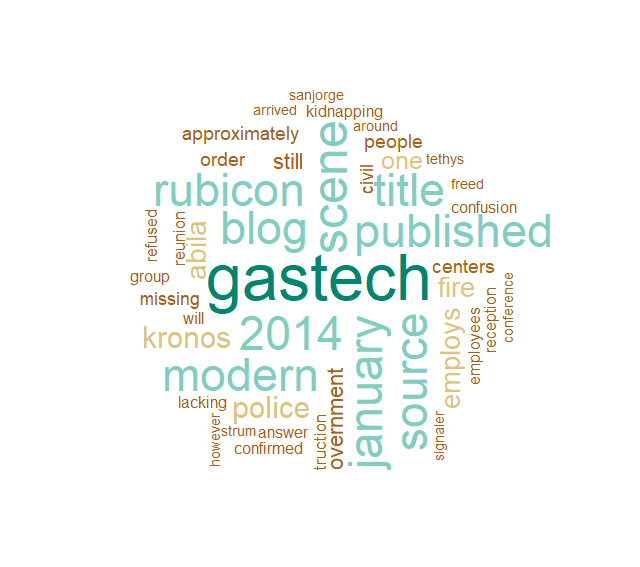 sanjorge
arrived
kidnapping
approximately
scene
around
people
order
still
civil
one
tethys
rubicon
title
freed
refused
reunion
abila
blog
published
confusion
group
gastech
centers
missing
fire
will
kronos
2014
january
source
employs
employees
reception
conference
modern
lacking
police
overnment
however
strum
answer
truction
signaler
confirmed